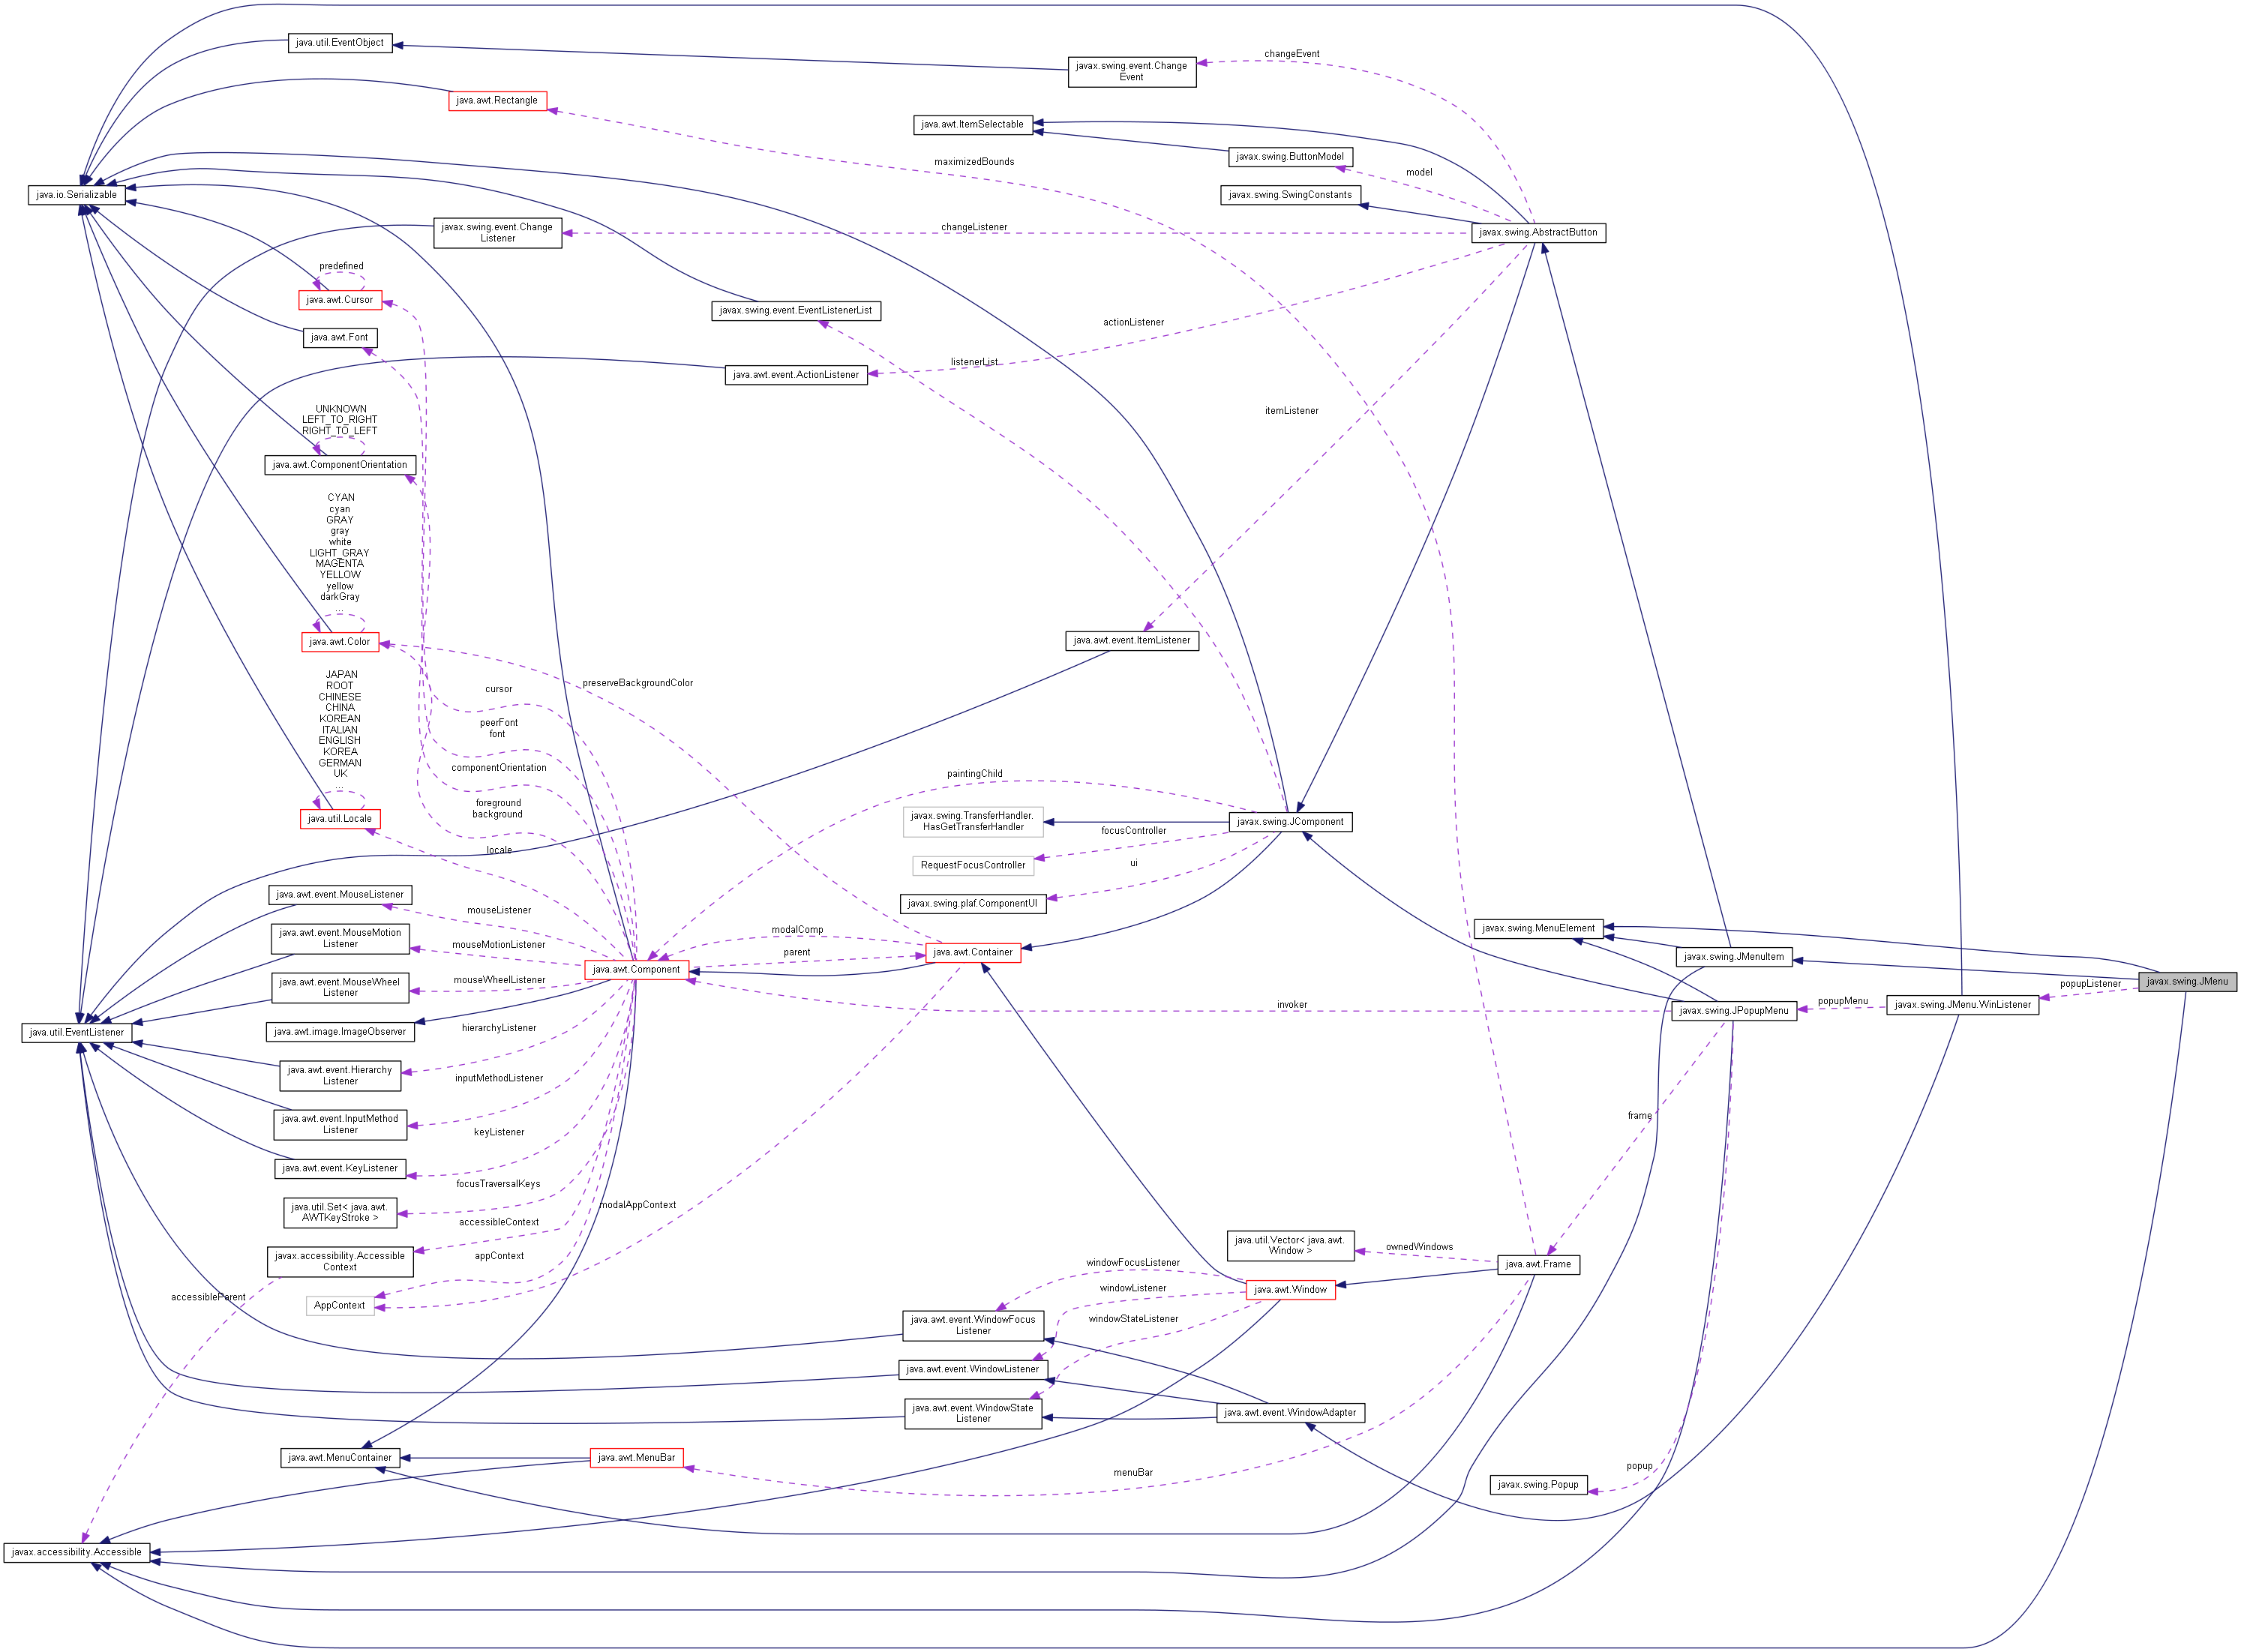 java.util.EventObject
changeEvent
javax.swing.event.Change
Event
java.awt.Rectangle
java.awt.ItemSelectable
maximizedBounds
javax.swing.ButtonModel
model
java.io.Serializable
javax.swing.SwingConstants
javax.swing.event.Change
Listener
changeListener
javax.swing.AbstractButton
predefined
java.awt.Cursor
javax.swing.event.EventListenerList
actionListener
java.awt.Font
listenerList
java.awt.event.ActionListener
UNKNOWN
LEFT_TO_RIGHT
RIGHT_TO_LEFT
itemListener
java.awt.ComponentOrientation
CYAN
cyan
GRAY
gray
white
LIGHT_GRAY
MAGENTA
YELLOW
yellow
darkGray
...
java.awt.Color
java.awt.event.ItemListener
JAPAN
ROOT
CHINESE
CHINA
KOREAN
ITALIAN
ENGLISH
KOREA
GERMAN
UK
...
java.util.Locale
cursor
preserveBackgroundColor
peerFont
font
componentOrientation
paintingChild
foreground
background
javax.swing.TransferHandler.
HasGetTransferHandler
javax.swing.JComponent
focusController
locale
RequestFocusController
ui
java.awt.event.MouseListener
javax.swing.plaf.ComponentUI
mouseListener
java.awt.event.MouseMotion
Listener
mouseMotionListener
modalComp
parent
java.awt.Container
javax.swing.MenuElement
javax.swing.JMenuItem
java.awt.Component
java.awt.event.MouseWheel
Listener
mouseWheelListener
popupListener
javax.swing.JMenu
java.util.EventListener
java.awt.image.ImageObserver
hierarchyListener
invoker
javax.swing.JPopupMenu
popupMenu
javax.swing.JMenu.WinListener
java.awt.event.Hierarchy
Listener
inputMethodListener
java.awt.event.InputMethod
Listener
frame
keyListener
java.awt.event.KeyListener
focusTraversalKeys
java.util.Set< java.awt.
AWTKeyStroke >
modalAppContext
accessibleContext
javax.accessibility.Accessible
Context
appContext
java.util.Vector< java.awt.
Window >
ownedWindows
java.awt.Frame
windowFocusListener
windowListener
java.awt.Window
accessibleParent
AppContext
windowStateListener
java.awt.event.WindowFocus
Listener
java.awt.event.WindowListener
java.awt.event.WindowState
Listener
java.awt.event.WindowAdapter
java.awt.MenuContainer
java.awt.MenuBar
menuBar
popup
javax.swing.Popup
javax.accessibility.Accessible